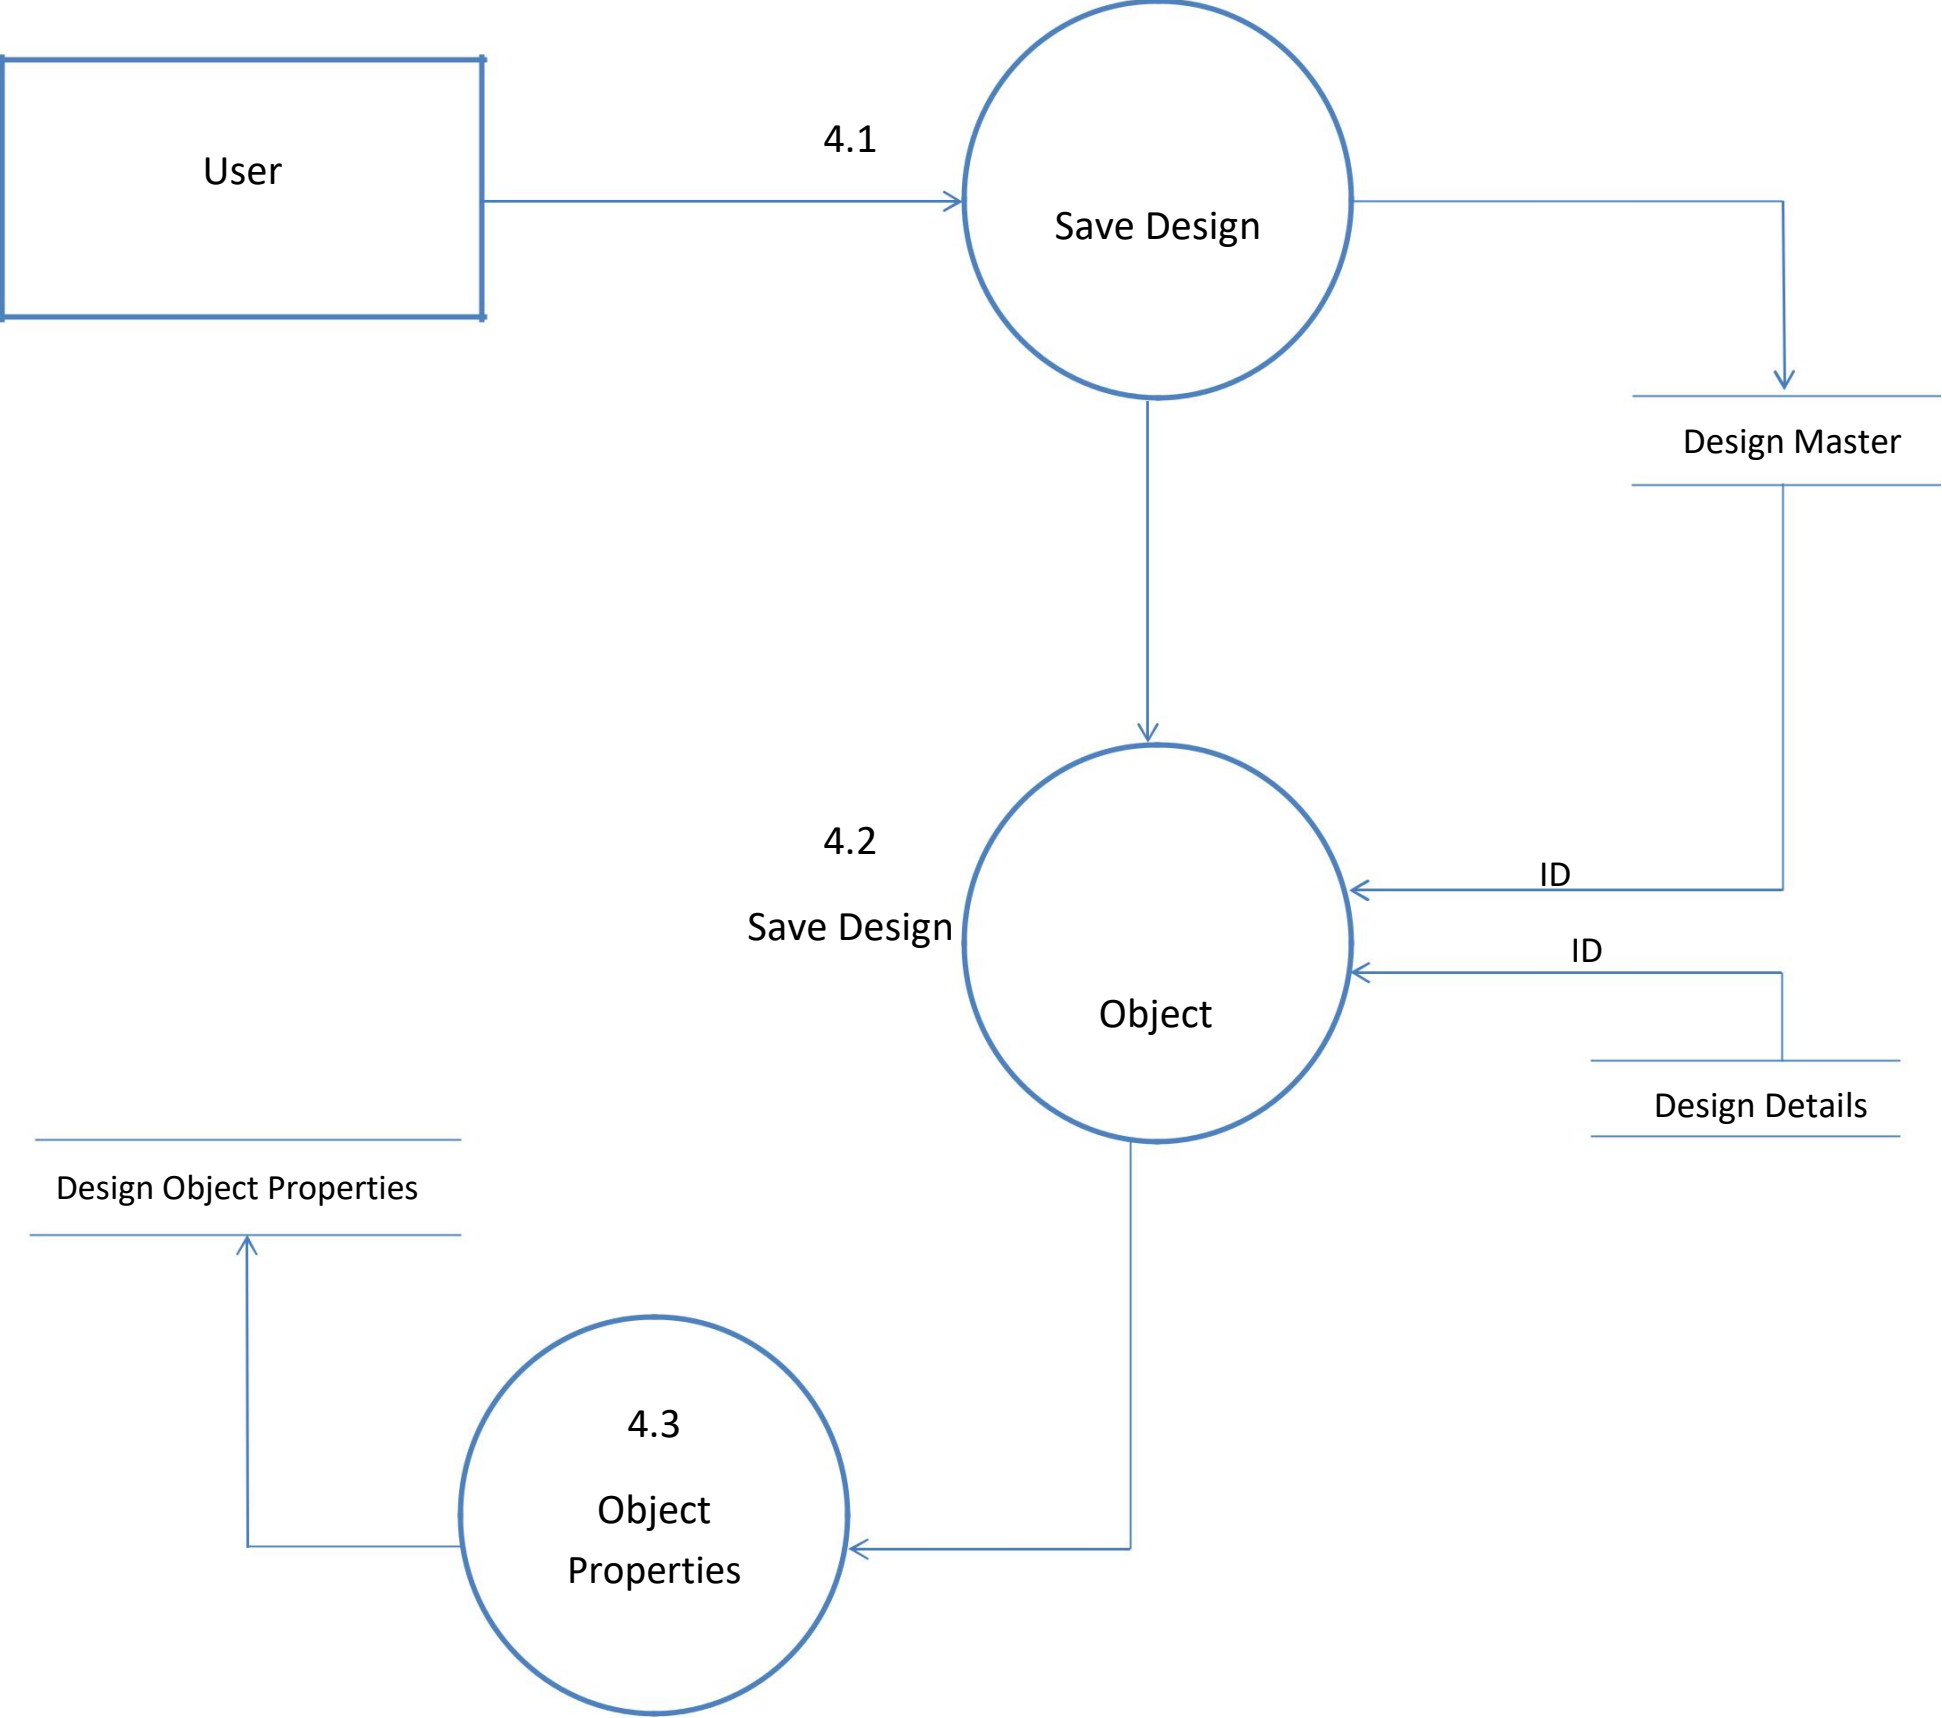 4.1
User
Save Design
Design Master
4.2
ID
Save Design
ID
Object
Design Details
Design Object Properties
4.3
Object
Properties